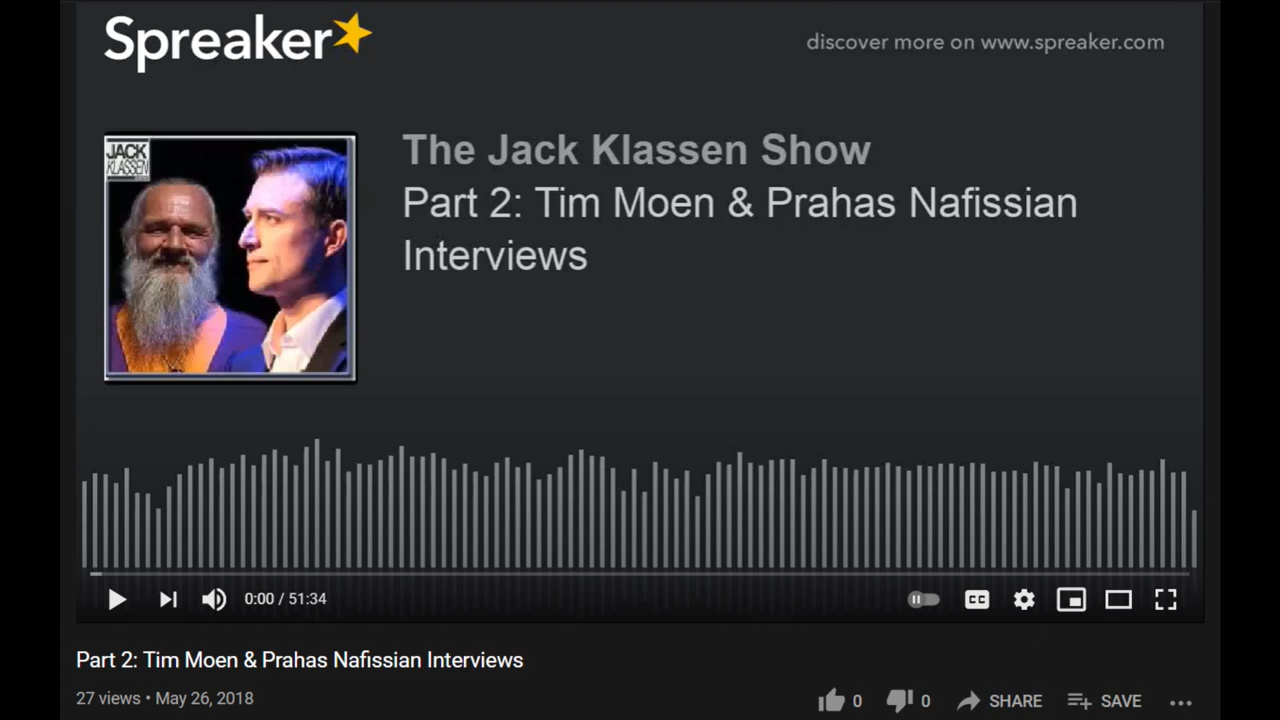 Spreaker
discover more on www.spreaker.com
JACK
KLASSEN
The Jack Klassen Show
Part 2: Tim Moen & Prahas Nafissian
Interviews
0:00 / 51:34
CC
Part 2: Tim Moen & Prahas Nafissian Interviews
27 views • May 26, 2018
0
0
SHARE
SAVE